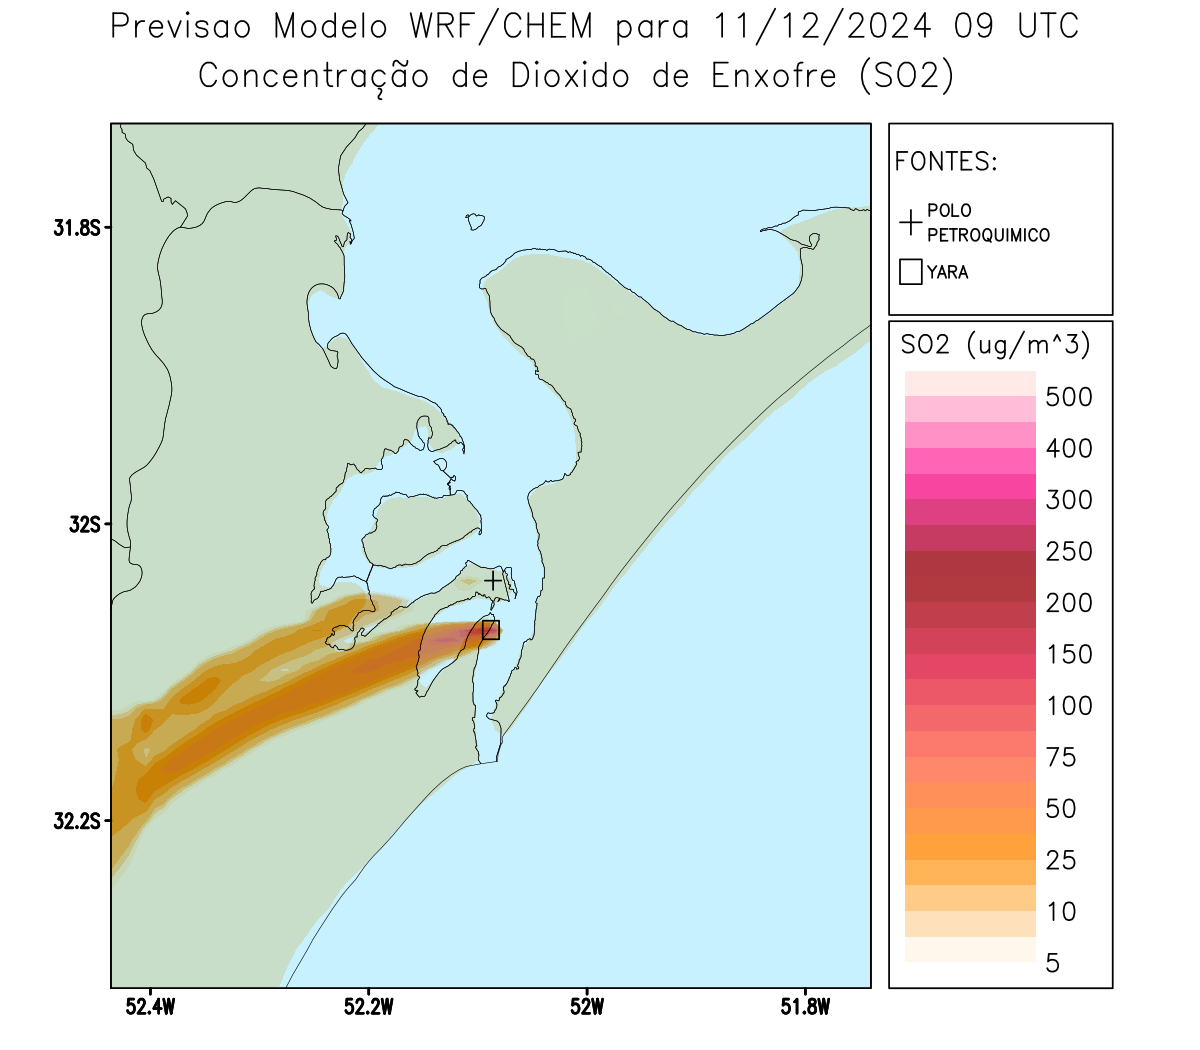 Previsao Modelo WRF/CHEM para 11/12/2024 09 UTC
Concentração de Dioxido de Enxofre (SO2)
FONTES:
POLO
PETROQUIMICO
YARA
SO2 (ug/m^3)
500
400
300
250
200
150
100
75
50
25
10
5
31.8S
32S
32.2S
52.4W
52.2W
52W
51.8W